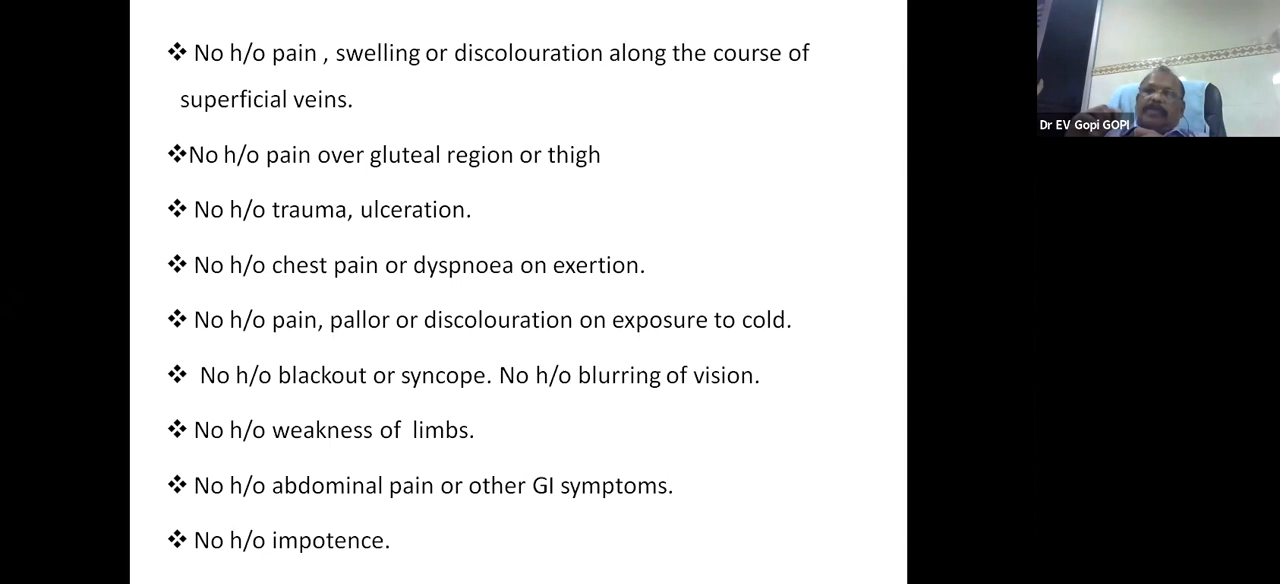 ❖ No h/o pain , swelling or discolouration along the course of
superficial veins.
❖No h/o pain over gluteal region or thigh
❖ No h/o trauma, ulceration.
❖ No h/o chest pain or dyspnoea on exertion.
❖ No h/o pain, pallor or discolouration on exposure to cold.
❖ No h/o blackout or syncope. No h/o blurring of vision.
❖ No h/o weakness of limbs.
❖ No h/o abdominal pain or other GI symptoms.
❖ No h/o impotence.
Dr EV Gopi GOPI